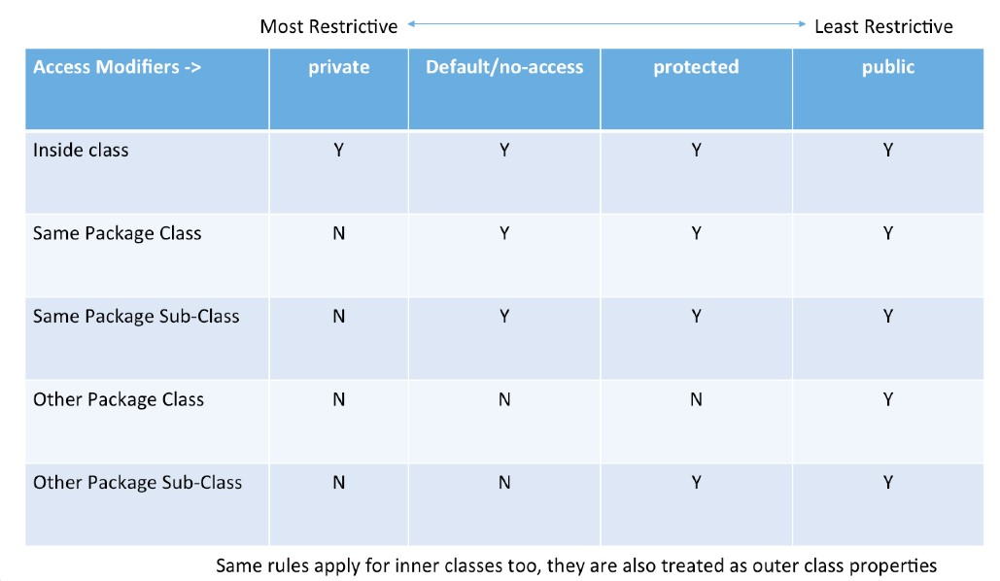 Most Restrictive Least Restrictive
Access Modifiers -> private Default/no-access protected public
Inside class Y Y Y Y
Same Package Class N Y Y Y
Same Package Sub-Class N Y Y Y
Other Package Class N N N Y
Other Package Sub-Class N N Y Y
Same rules apply for inner classes too, they are also treated as outer class properties